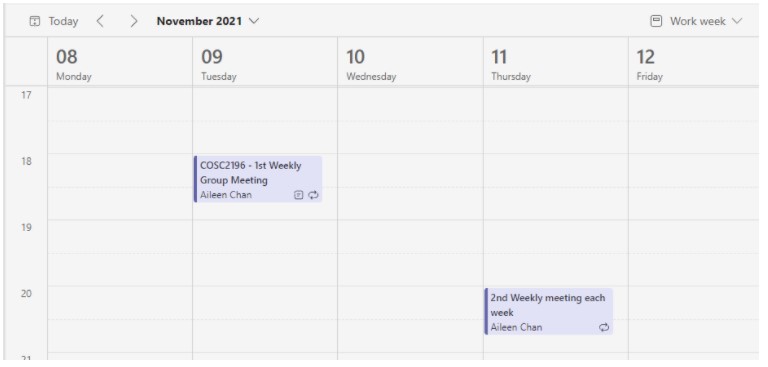 Today November 2021 Work week
08 09 10 11 12
Monday Tuesday Wednesday Thursday Friday
17
18
COSC2196 - 1st Weekly
Group Meeting
Aileen Chan
19
20
2nd Weekly meeting each
week
Aileen Chan
21